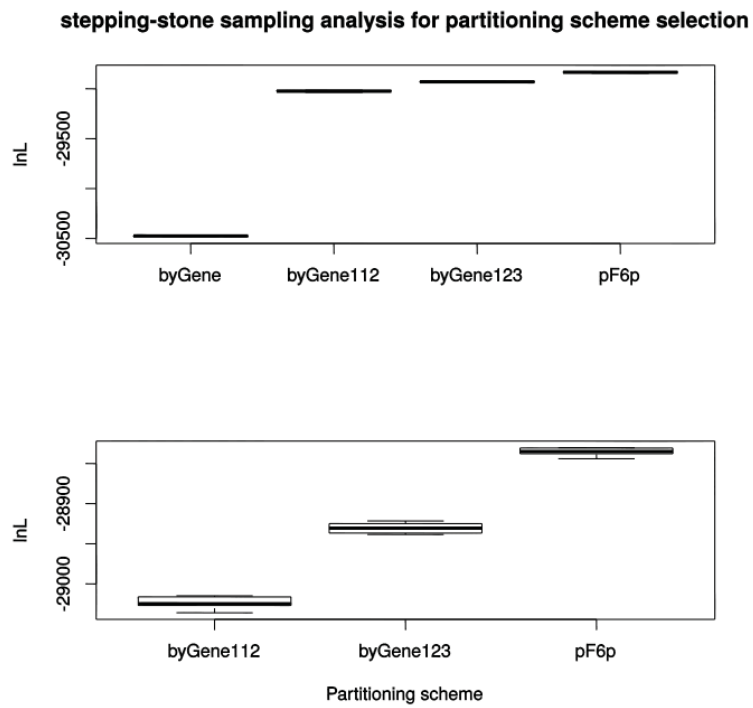 stepping-stone sampling analysis for partitioning scheme selection
lnL
-29500
-30500
byGene byGene112 byGene123 pF6p
lnL
-28900
-29000
byGene112 byGene123 pF6p
Partitioning scheme